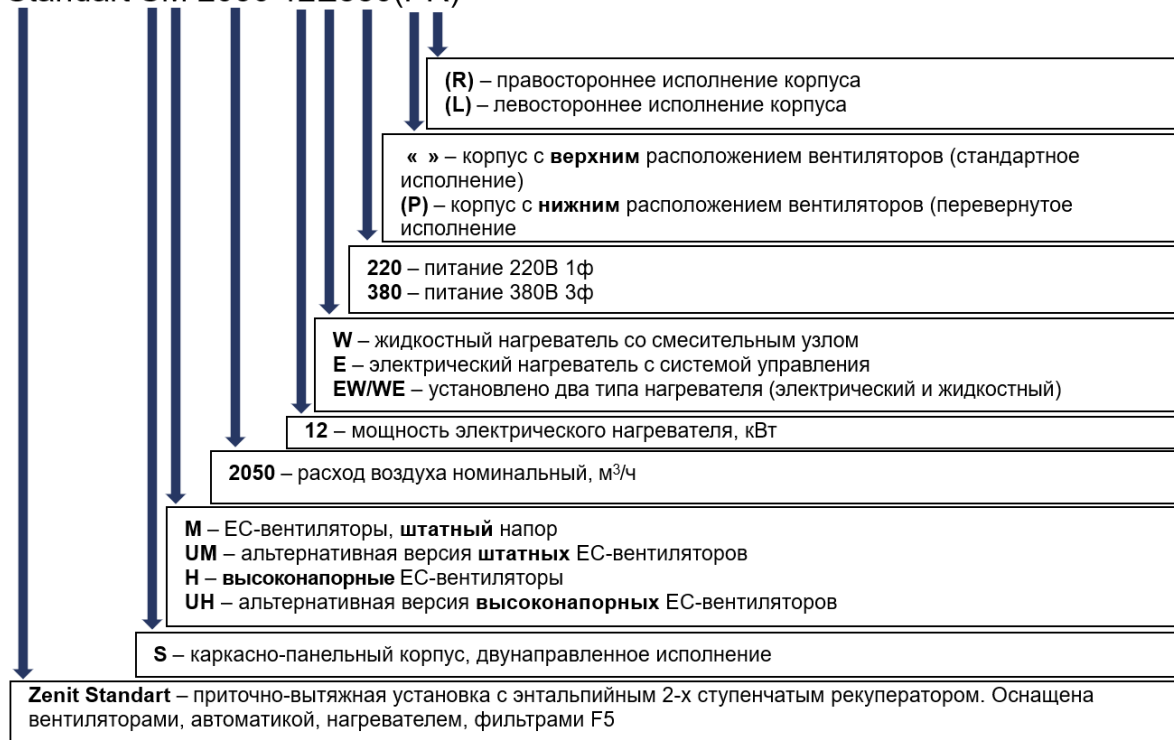 (R) – правостороннее исполнение корпуса
(L) – левостороннее исполнение корпуса
« » – корпус с верхним расположением вентиляторов (стандартное
исполнение)
(P) – корпус с нижним расположением вентиляторов (перевернутое
исполнение
220 – питание 220В 1ф
380 – питание 380В 3ф
W – жидкостный нагреватель со смесительным узлом
E – электрический нагреватель с системой управления
EW/WE – установлено два типа нагревателя (электрический и жидкостный)
12 – мощность электрического нагревателя, кВт
2050 – расход воздуха номинальный, м³/ч
M – ЕС-вентиляторы, штатный напор
UM – альтернативная версия штатных ЕС-вентиляторов
H – высоконапорные ЕС-вентиляторы
UH – альтернативная версия высоконапорных ЕС-вентиляторов
S – каркасно-панельный корпус, двунаправленное исполнение
Zenit Standart – приточно-вытяжная установка с энтальпийным 2-х ступенчатым рекуператором. Оснащена
вентиляторами, автоматикой, нагревателем, фильтрами F5